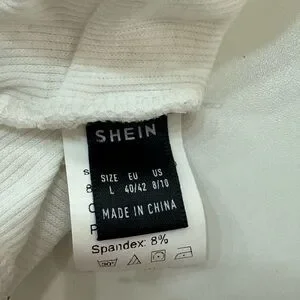 SHEIN
SIZE EU US
L 40/42 8/10
MADE IN CHINA
Spandex: 8%